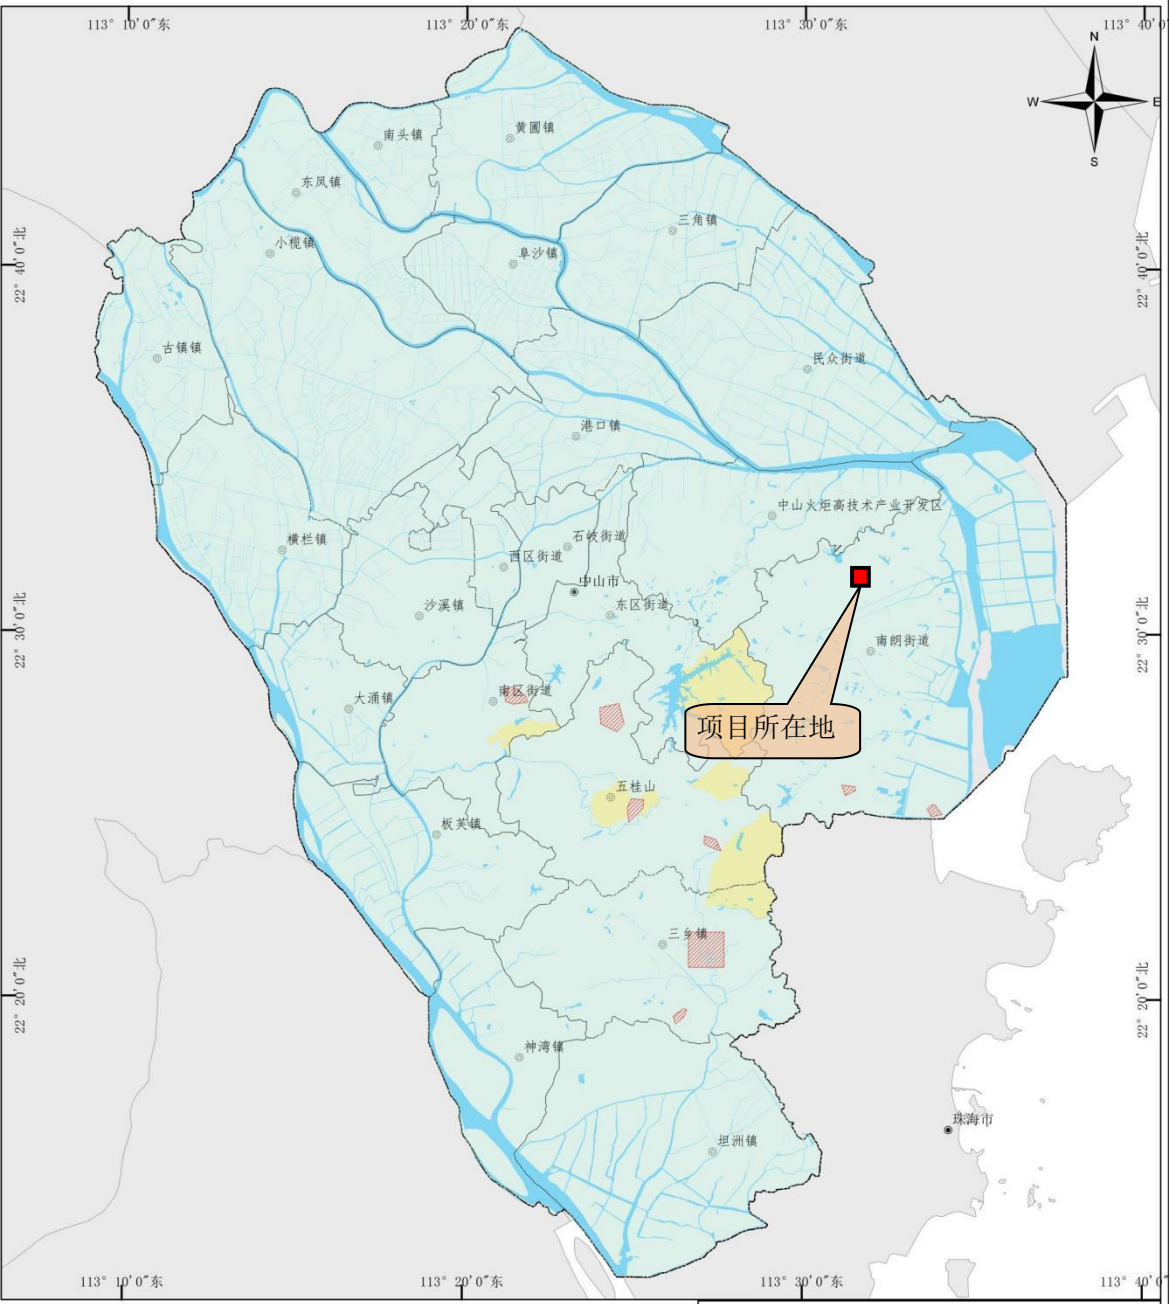 113° 10′0″东
113° 20′0″东
113° 30′0″东
113° 40′0″
N
W
E
S
南头镇
黄圃镇
东凤镇
三角镇
小榄镇
阜沙镇
22° 40′0″北
22° 40′0″北
古镇镇
民众街道
港口镇
中山火炬高技术产业开发区
横栏镇
石岐街道
西区街道
中山市
沙溪镇
东区街道
22° 30′0″北
22° 30′0″北
南朗街道
大涌镇
南区街道
项目所在地
五桂山
板芙镇
三乡镇
22° 20′0″北
22° 20′0″北
神湾镇
珠海市
坦洲镇
113° 10′0″东
113° 20′0″东
113° 30′0″东
113° 40′0″东